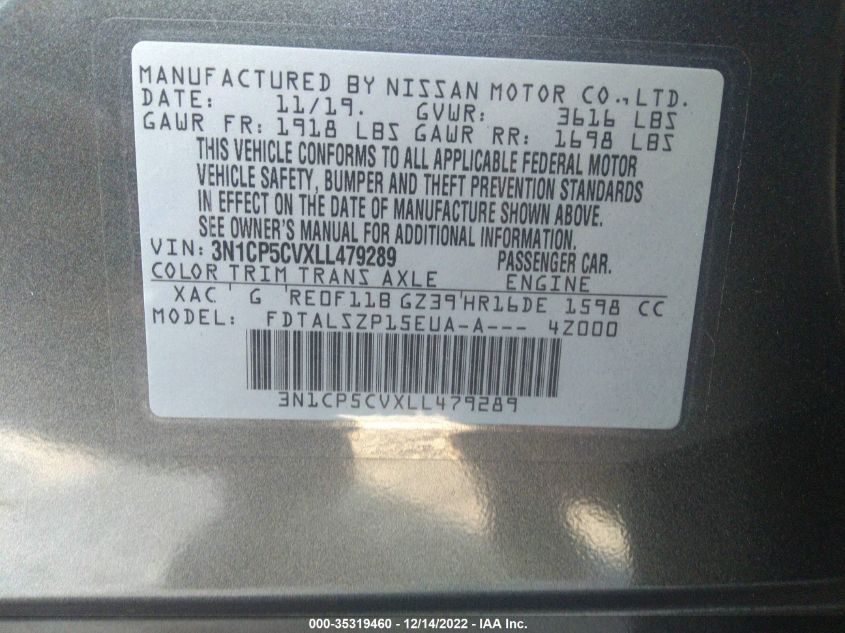 MANUFACTURED BY NISSAN MOTOR CO.,LTD.
DATE: 11/19. GVWR: 3616 LBS
GAWR FR: 1918 LBS GAWR RR: 1698 LBS
THIS VEHICLE CONFORMS TO ALL APPLICABLE FEDERAL MOTOR
VEHICLE SAFETY, BUMPER AND THEFT PREVENTION STANDARDS
IN EFFECT ON THE DATE OF MANUFACTURE SHOWN ABOVE.
SEE OWNER'S MANUAL FOR ADDITIONAL INFORMATION.
VIN: 3N1CP5CVXLL479289 PASSENGER CAR.
COLOR TRIM TRANS AXLE ENGINE
XAC ' G 'RE0F11B GZ39'HR16DE 1598 CC
MODEL: FDTALSZP15EUA-A--- 4Z000
3N1CP5CVXLL479289
000-35319460 - 12/14/2022 - IAA Inc.